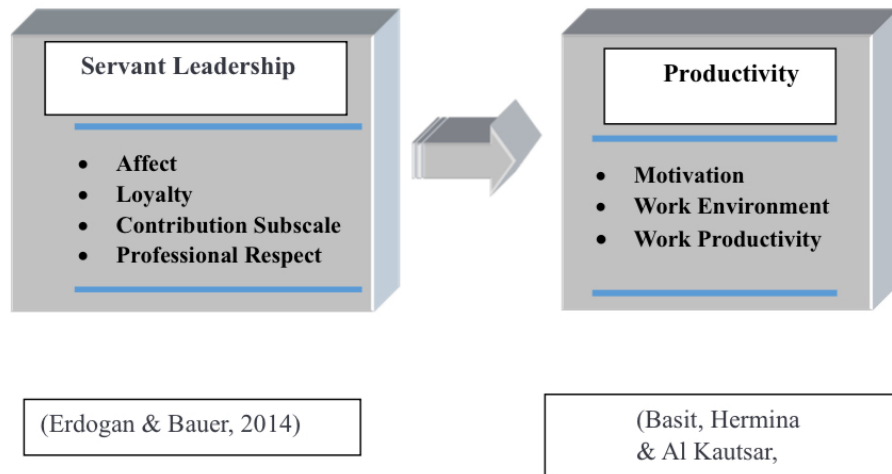 Servant Leadership
• Affect
• Loyalty
• Contribution Subscale
• Professional Respect
Productivity
• Motivation
• Work Environment
• Work Productivity
(Erdogan & Bauer, 2014)
(Basit, Hermina
& Al Kautsar,